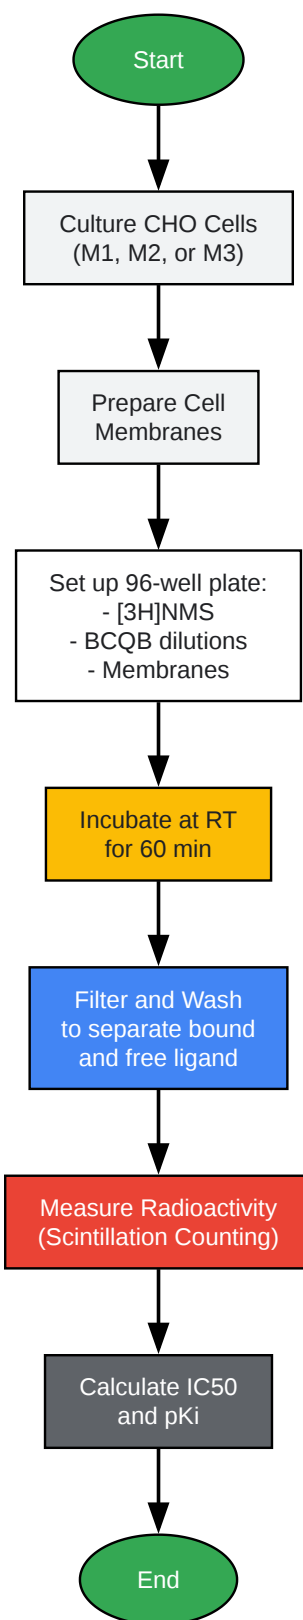 Start
Culture CHO Cells
(M1, M2, or M3)
Prepare Cell
Membranes
Set up 96-well plate:
- [3H]NMS
- BCQB dilutions
- Membranes
Incubate at RT
for 60 min
Filter and Wash
to separate bound
and free ligand
Measure Radioactivity
(Scintillation Counting)
Calculate IC50
and pKi
End